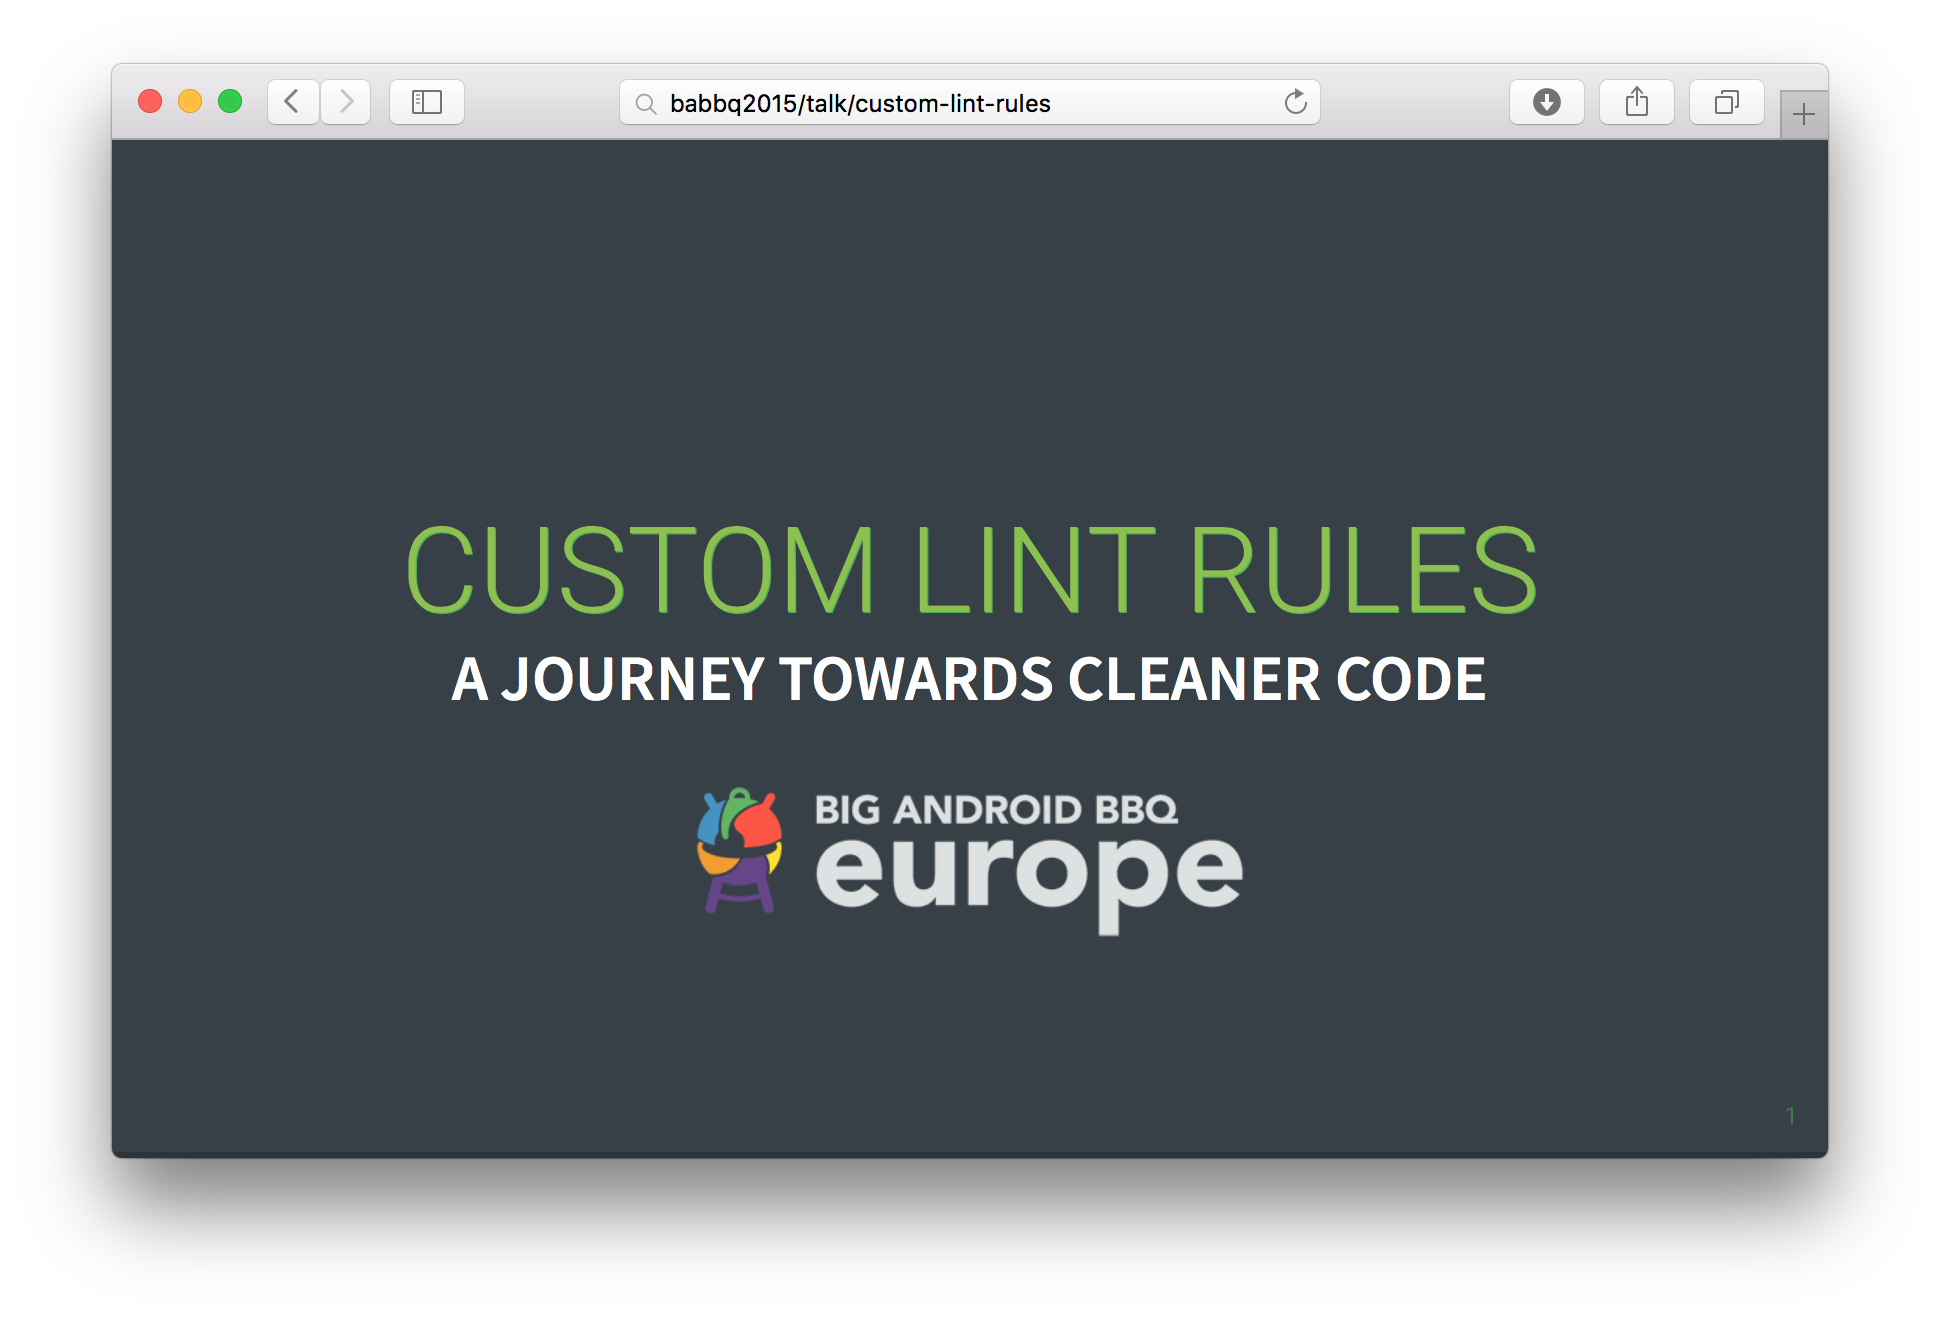 babbq2015/talk/custom-lint-rules
CUSTOM LINT RULES
A JOURNEY TOWARDS CLEANER CODE
BIG ANDROID BBQ
europe
1